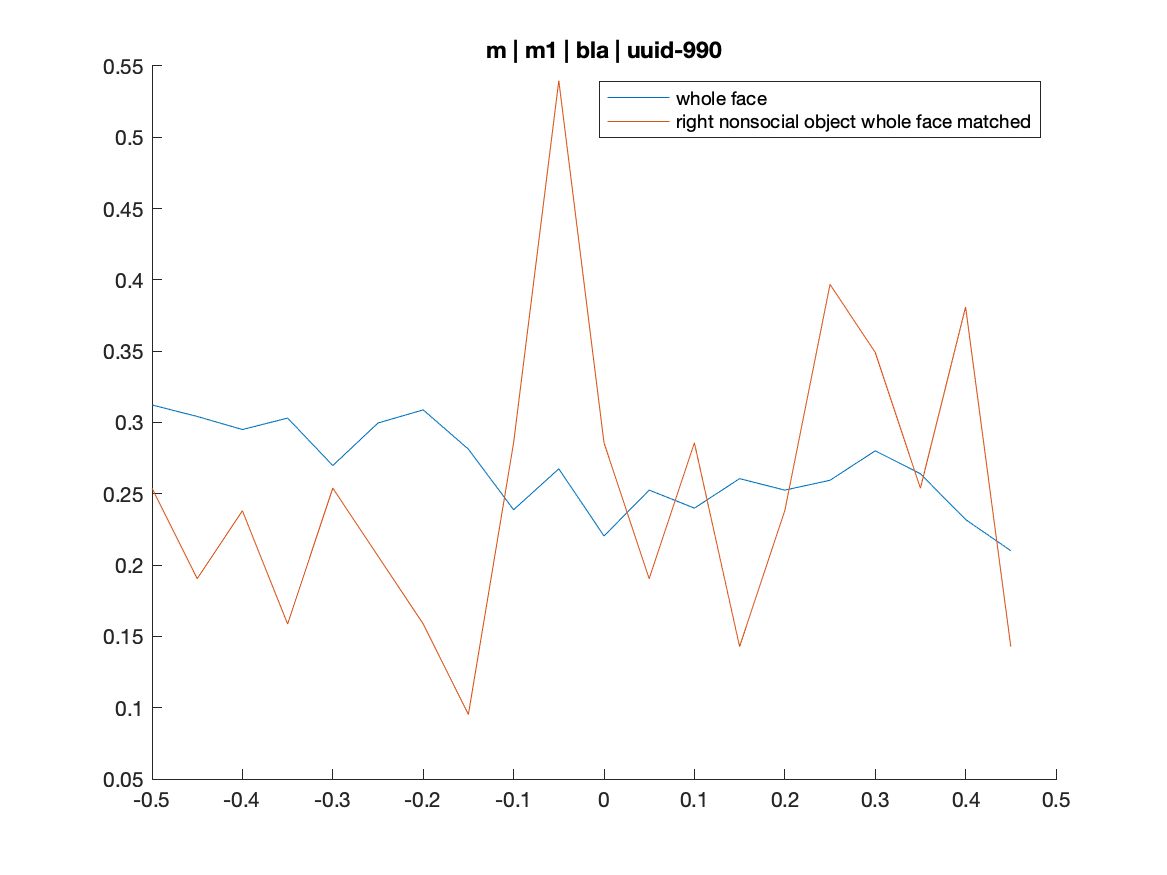 m | m1 | bla | uuid-990
0.55
whole face
right nonsocial object whole face matched
0.5
0.45
0.4
0.35
0.3
0.25
0.2
0.15
0.1
0.05
-0.5 -0.4 -0.3 -0.2 -0.1 0 0.1 0.2 0.3 0.4 0.5